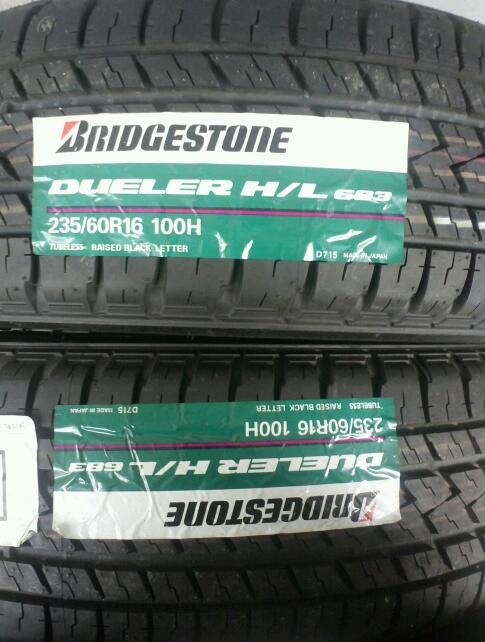 BRIDGESTONE
DUELER H/L 683
235/60R16 100H
TUBELESS RAISED BLACK LETTER D715 MADE IN JAPAN
TUBELESS RAISED BLACK LETTER D715 MADE IN JAPAN
235/60R16 100H
DUELER H/L 683
BRIDGESTONE